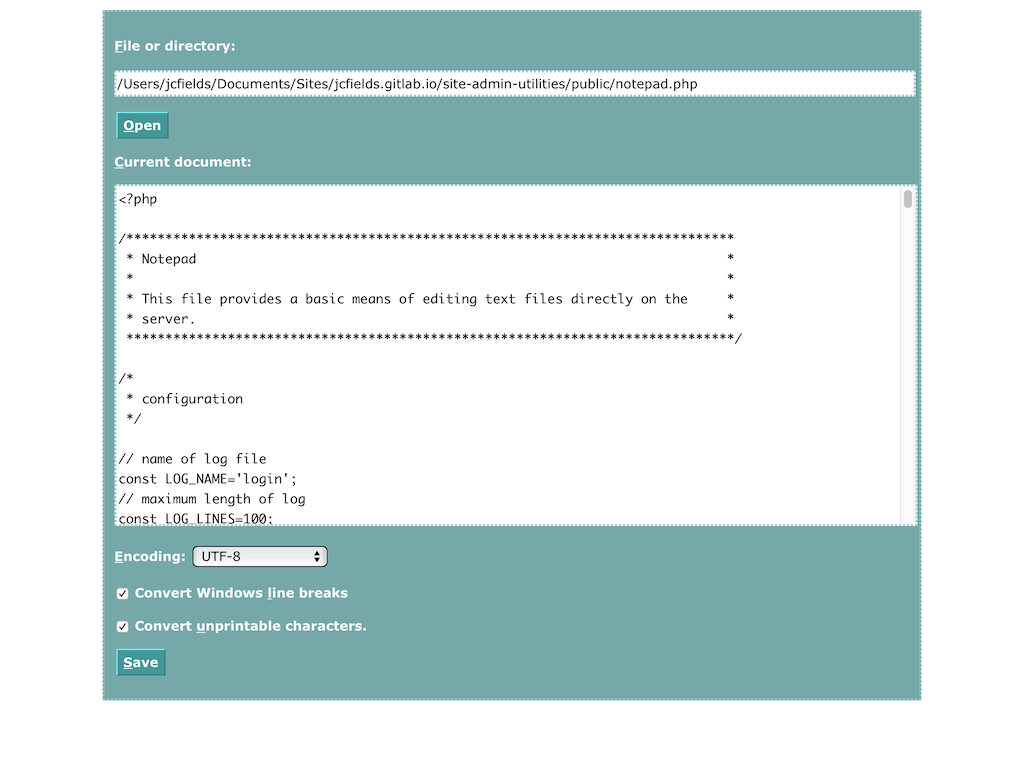 File or directory:
/Users/jcfields/Documents/Sites/jcfields.gitlab.io/site-admin-utilities/public/notepad.php
Open
Current document:
<?php
/******************************************************************************
 * Notepad                                                                    *
 *                                                                            *
 * This file provides a basic means of editing text files directly on the     *
 * server.                                                                    *
 ******************************************************************************/
/*
 * configuration
 */
// name of log file
const LOG_NAME='login';
// maximum length of log
const LOG_LINES=100;
Encoding: UTF-8
Convert Windows line breaks
Convert unprintable characters.
Save